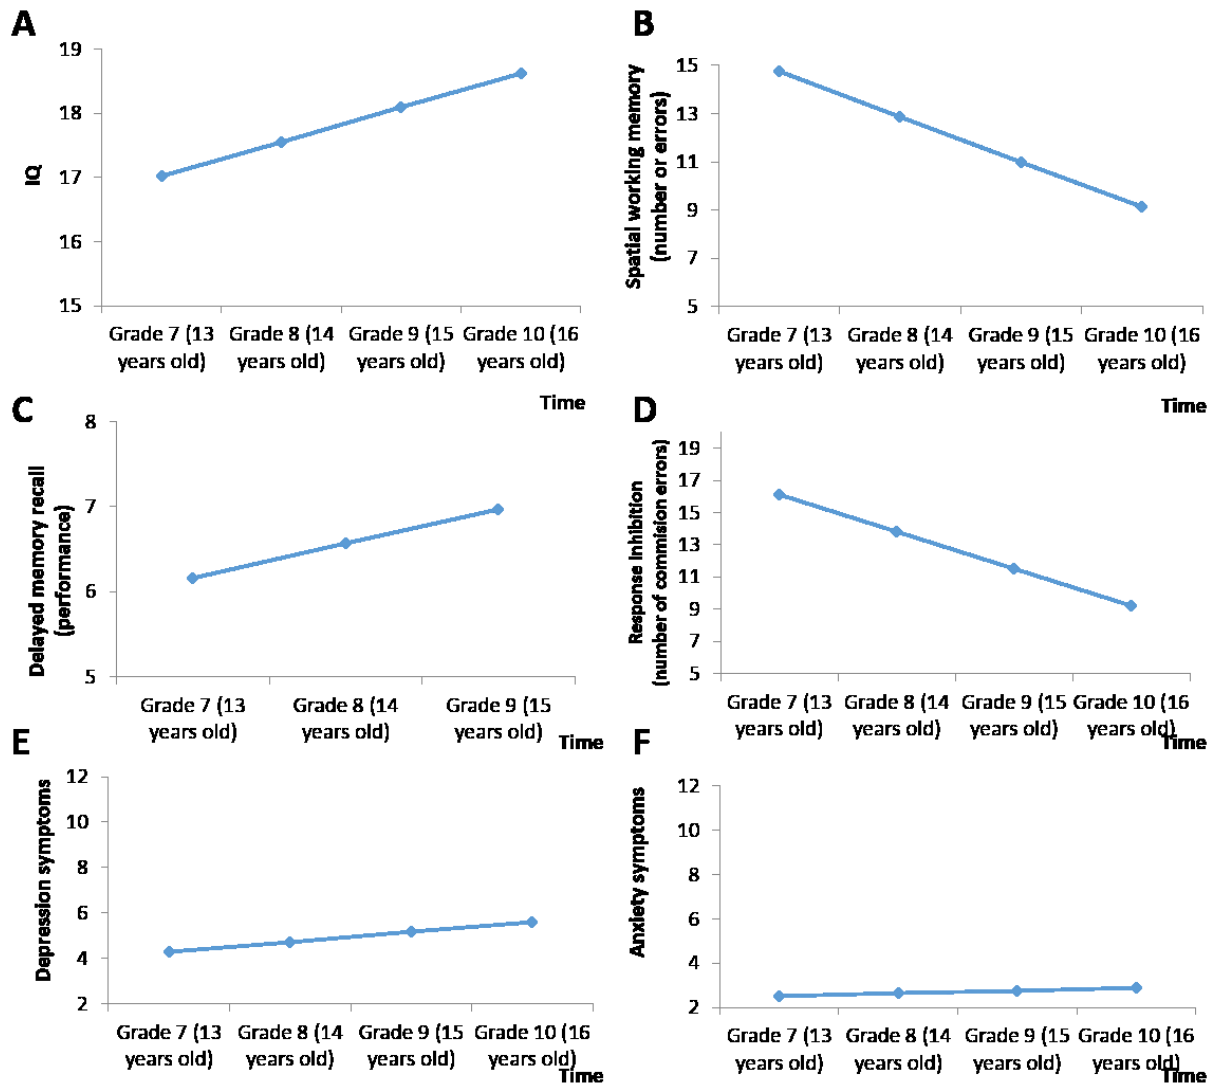 A
19
18
17
16
15
IQ
Grade 7 (13 years old)
Grade 8 (14 years old)
Grade 9 (15 years old)
Grade 10 (16 years old)
Time
B
15
13
11
9
7
5
Spatial working memory
(number or errors)
Grade 7 (13 years old)
Grade 8 (14 years old)
Grade 9 (15 years old)
Grade 10 (16 years old)
Time
C
8
7
6
5
Delayed memory recall
(performance)
Grade 7 (13 years old)
Grade 8 (14 years old)
Grade 9 (15 years old)
Time
D
19
17
15
13
11
9
7
5
Response Inhibition
(number of commision errors)
Grade 7 (13 years old)
Grade 8 (14 years old)
Grade 9 (15 years old)
Grade 10 (16 years old)
Time
E
12
10
8
6
4
2
Depression symptoms
Grade 7 (13 years old)
Grade 8 (14 years old)
Grade 9 (15 years old)
Grade 10 (16 years old)
Time
F
12
10
8
6
4
2
Anxiety symptoms
Grade 7 (13 years old)
Grade 8 (14 years old)
Grade 9 (15 years old)
Grade 10 (16 years old)
Time